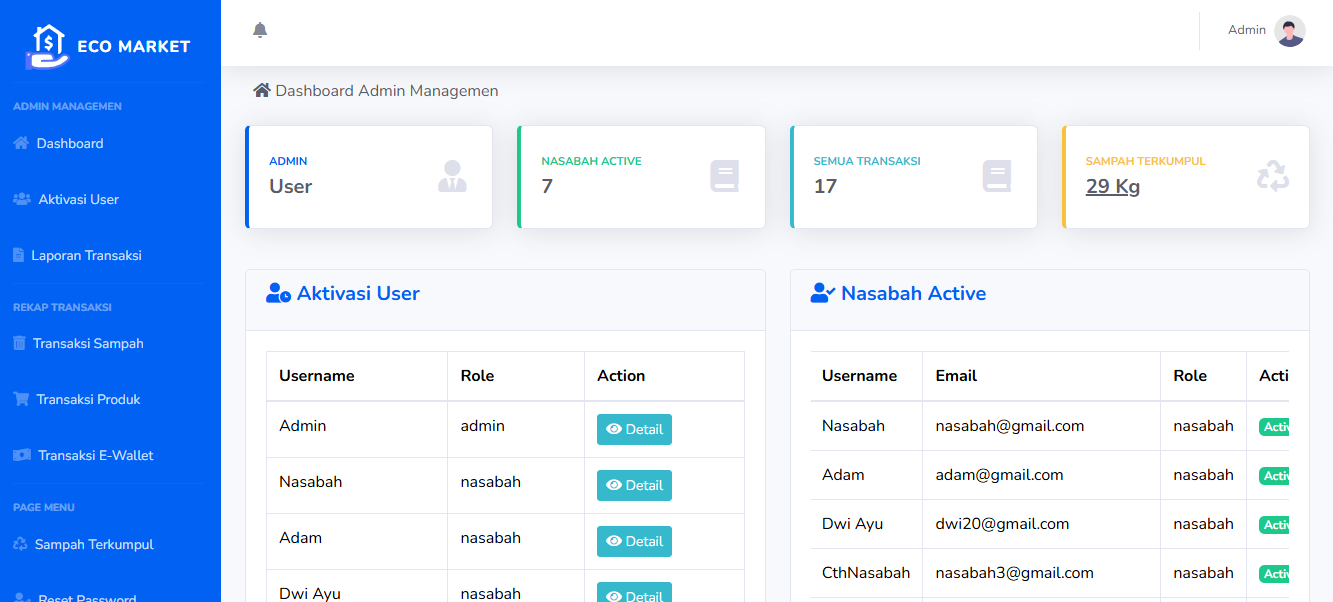 ECO MARKET
ADMIN MANAGEMEN
Dashboard
Aktivasi User
Laporan Transaksi
REKAP TRANSAKSI
Transaksi Sampah
Transaksi Produk
Transaksi E-Wallet
PAGE MENU
Sampah Terkumpul
Reset Password
Admin
Dashboard Admin Managemen
ADMIN
User
NASABAH ACTIVE
7
SEMUA TRANSAKSI
17
SAMPAH TERKUMPUL
29 Kg
Aktivasi User
Username Role Action
Admin admin Detail
Nasabah nasabah Detail
Adam nasabah Detail
Dwi Ayu nasabah Detail
Nasabah Active
Username Email Role Acti
Nasabah nasabah@gmail.com nasabah Activ
Adam adam@gmail.com nasabah Activ
Dwi Ayu dwi20@gmail.com nasabah Activ
CthNasabah nasabah3@gmail.com nasabah Activ